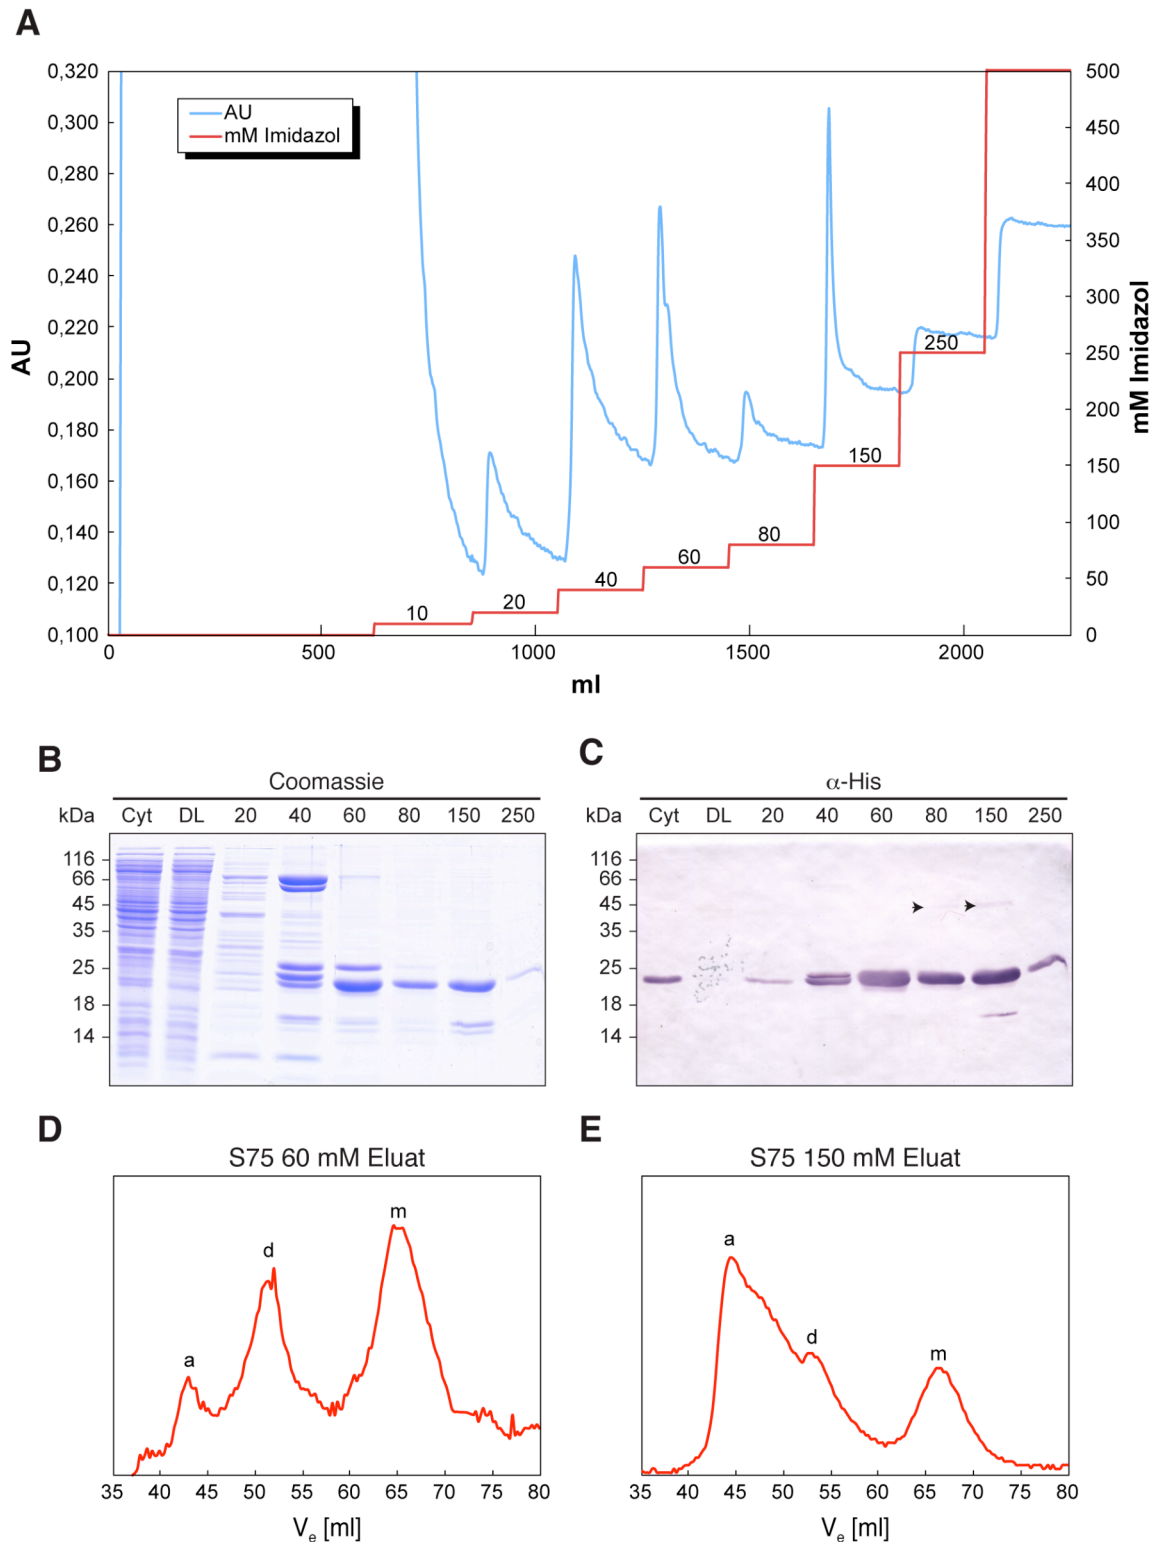 A
0,320
0,300
0,280
0,260
0,240
0,220
0,200
0,180
0,160
0,140
0,120
0,100
AU
AU
mM Imidazol
500
450
400
350
300
250
200
150
100
50
0
mM Imidazol
10
20
40
60
80
150
250
0
500
1000
1500
2000
ml
B
Coomassie
kDa Cyt DL 20 40 60 80 150 250
116
66
45
35
25
18
14
C
α-His
kDa Cyt DL 20 40 60 80 150 250
116
66
45
35
25
18
14
D
S75 60 mM Eluat
a
d
m
35 40 45 50 55 60 65 70 75 80
Ve [ml]
E
S75 150 mM Eluat
a
d
m
35 40 45 50 55 60 65 70 75 80
Ve [ml]